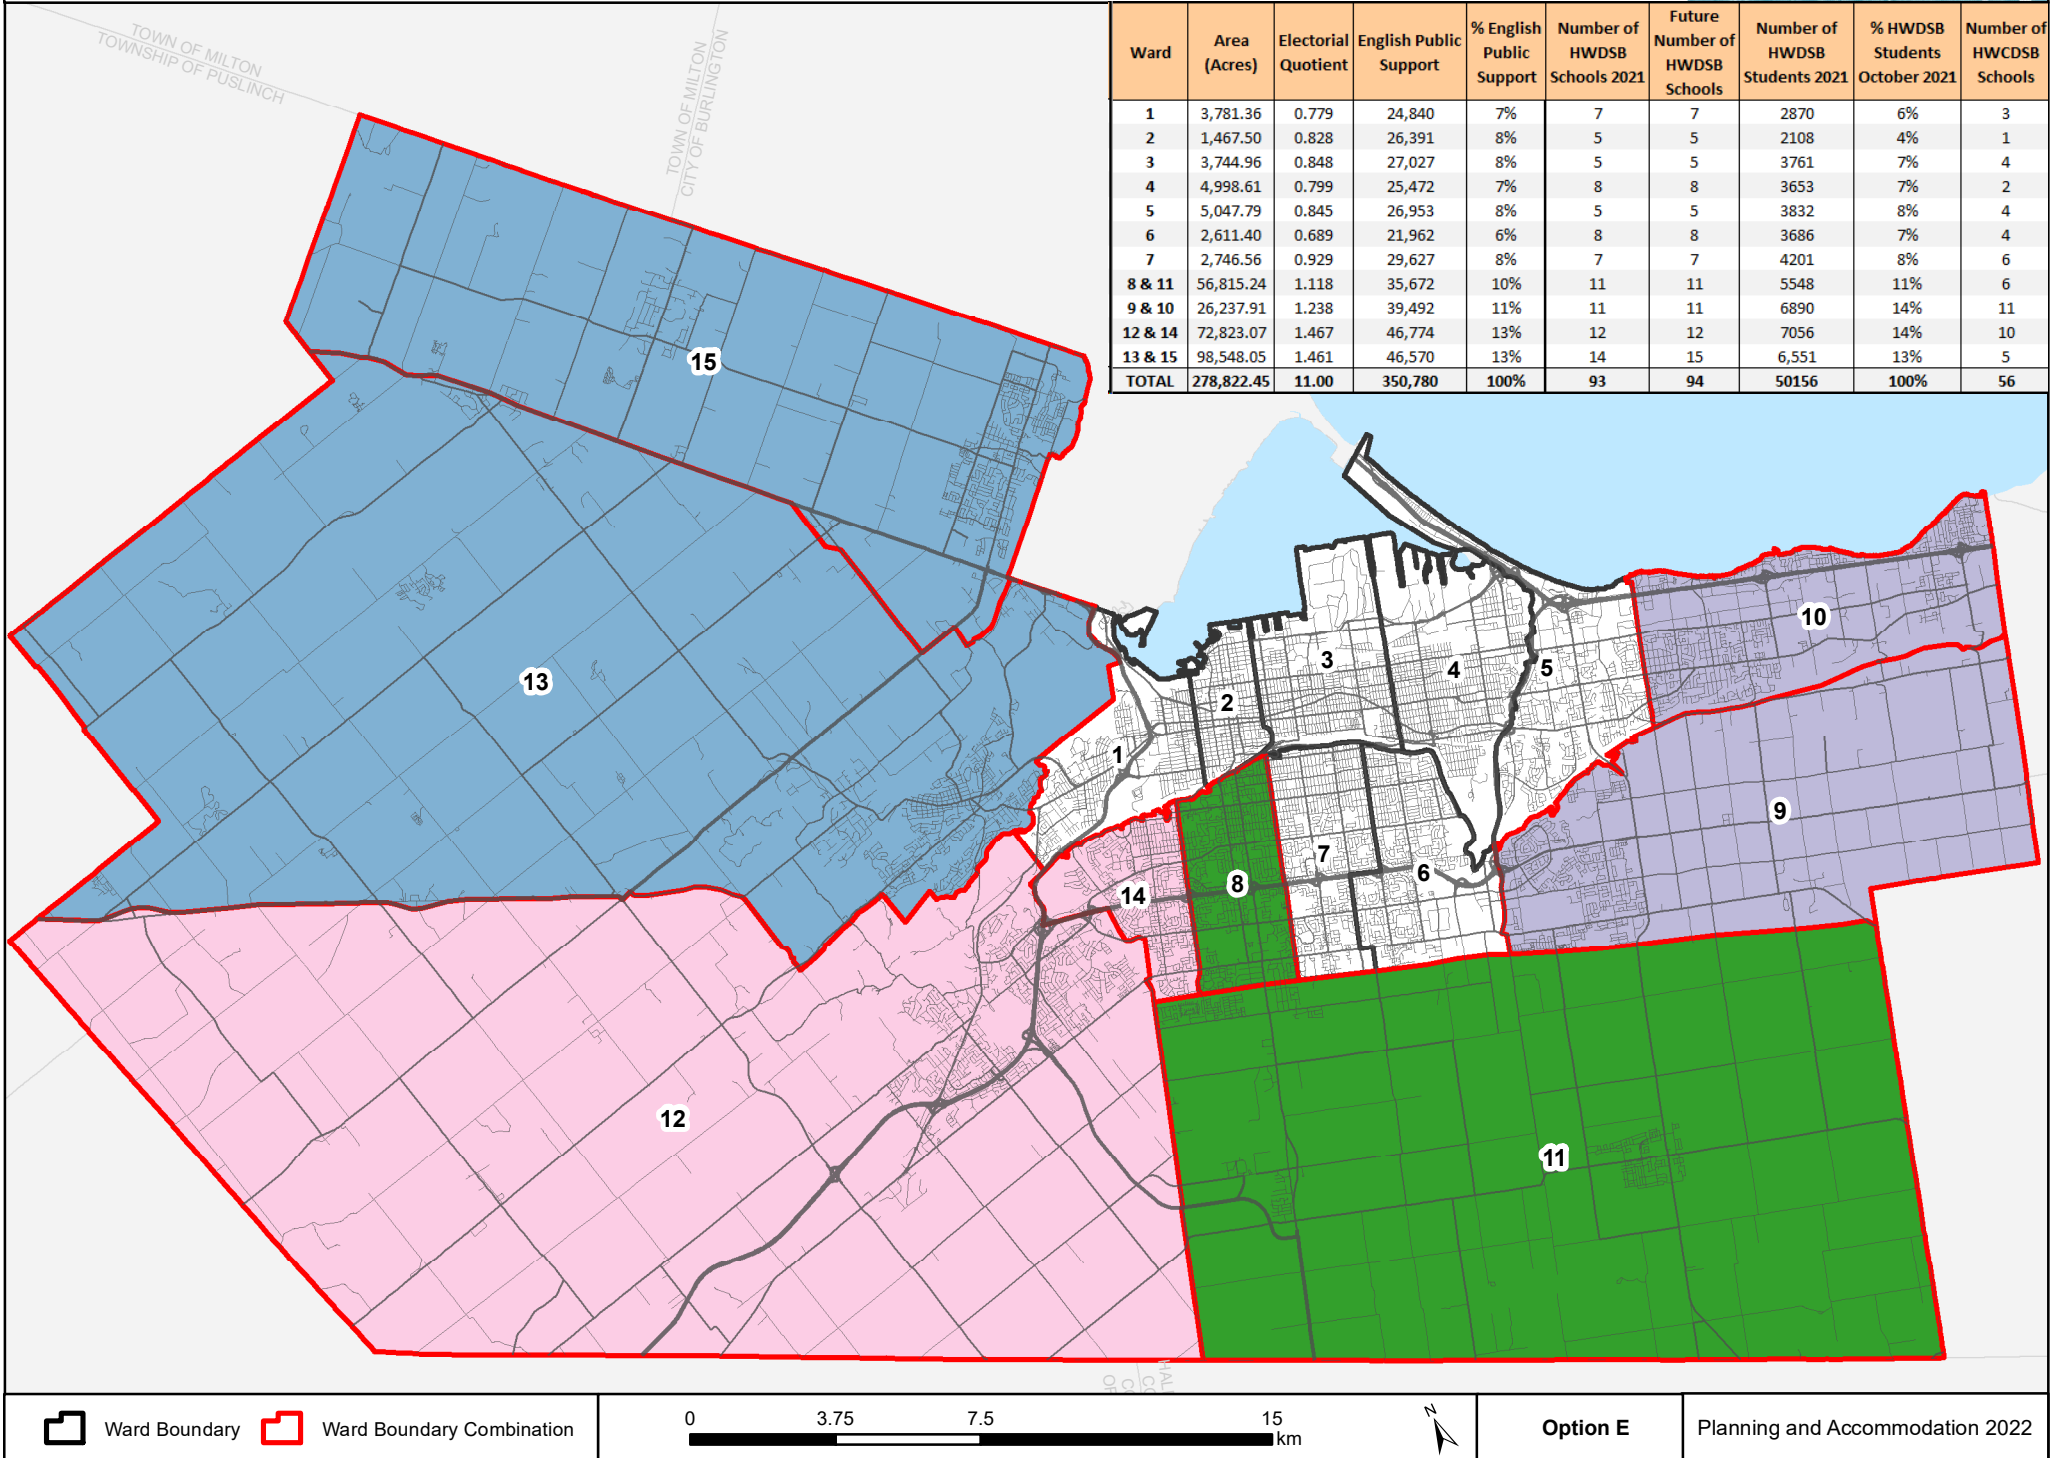 TOWN OF MILTON
TOWNSHIP OF PUSLINCH
TOWN OF MILTON
CITY OF BURLINGTON
Ward Area (Acres) Electorial Quotient English Public Support % English Public Support Number of HWDSB Schools 2021 Future Number of HWDSB Schools Number of HWDSB Students 2021 % HWDSB Students October 2021 Number of HWCDSB Schools
1 3,781.36 0.779 24,840 7% 7 7 2870 6% 3
2 1,467.50 0.828 26,391 8% 5 5 2108 4% 1
3 3,744.96 0.848 27,027 8% 5 5 3761 7% 4
4 4,998.61 0.799 25,472 7% 8 8 3653 7% 2
5 5,047.79 0.845 26,953 8% 5 5 3832 8% 4
6 2,611.40 0.689 21,962 6% 8 8 3686 7% 4
7 2,746.56 0.929 29,627 8% 7 7 4201 8% 6
8 & 11 56,815.24 1.118 35,672 10% 11 11 5548 11% 6
9 & 10 26,237.91 1.238 39,492 11% 11 11 6890 14% 11
12 & 14 72,823.07 1.467 46,774 13% 12 12 7056 14% 10
13 & 15 98,548.05 1.461 46,570 13% 14 15 6,551 13% 5
TOTAL 278,822.45 11.00 350,780 100% 93 94 50156 100% 56
15
10
3
4
5
13
2
1
9
7
6
8
14
12
11
Ward Boundary
Ward Boundary Combination
0 3.75 7.5 15
km
N
Option E
Planning and Accommodation 2022